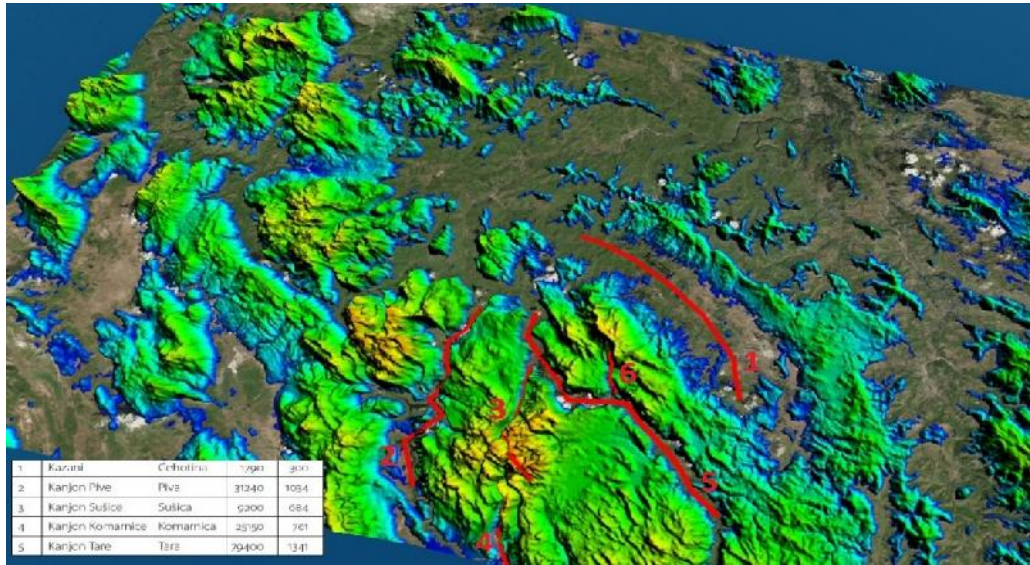 1
6
3
2
5
4
1 Kazani Ćehotina 1790 300
2 Kanjon Pive Piva 31240 1034
3 Kanjon Sušice Sušica 9200 684
4 Kanjon Komarnice Komarnica 25150 761
5 Kanjon Tare Tara 79400 1341